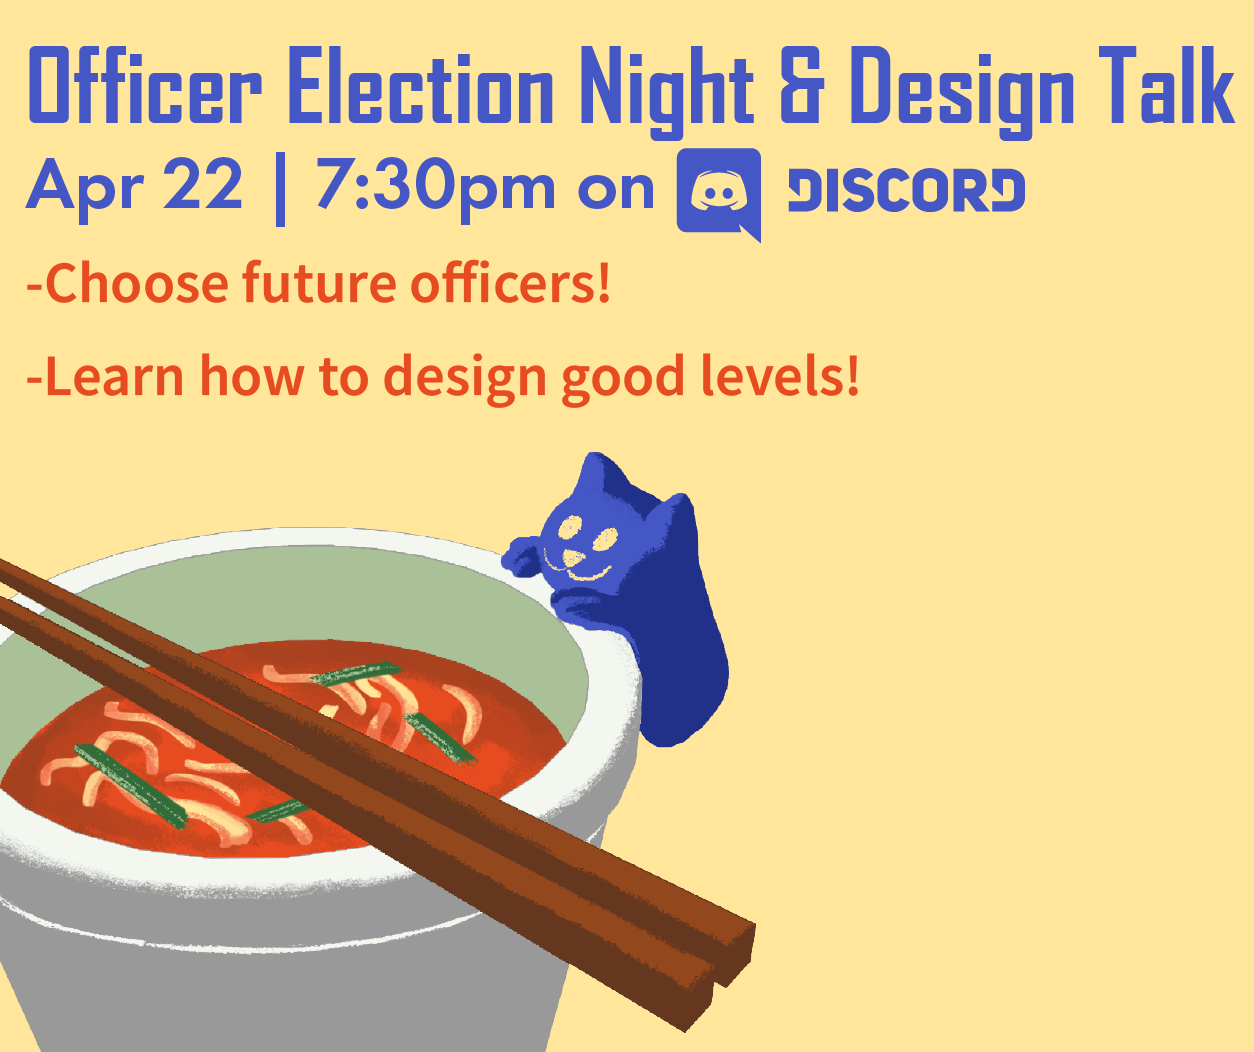 Officer Election Night & Design Talk
Apr 22 | 7:30pm on DISCORD
-Choose future officers!
-Learn how to design good levels!